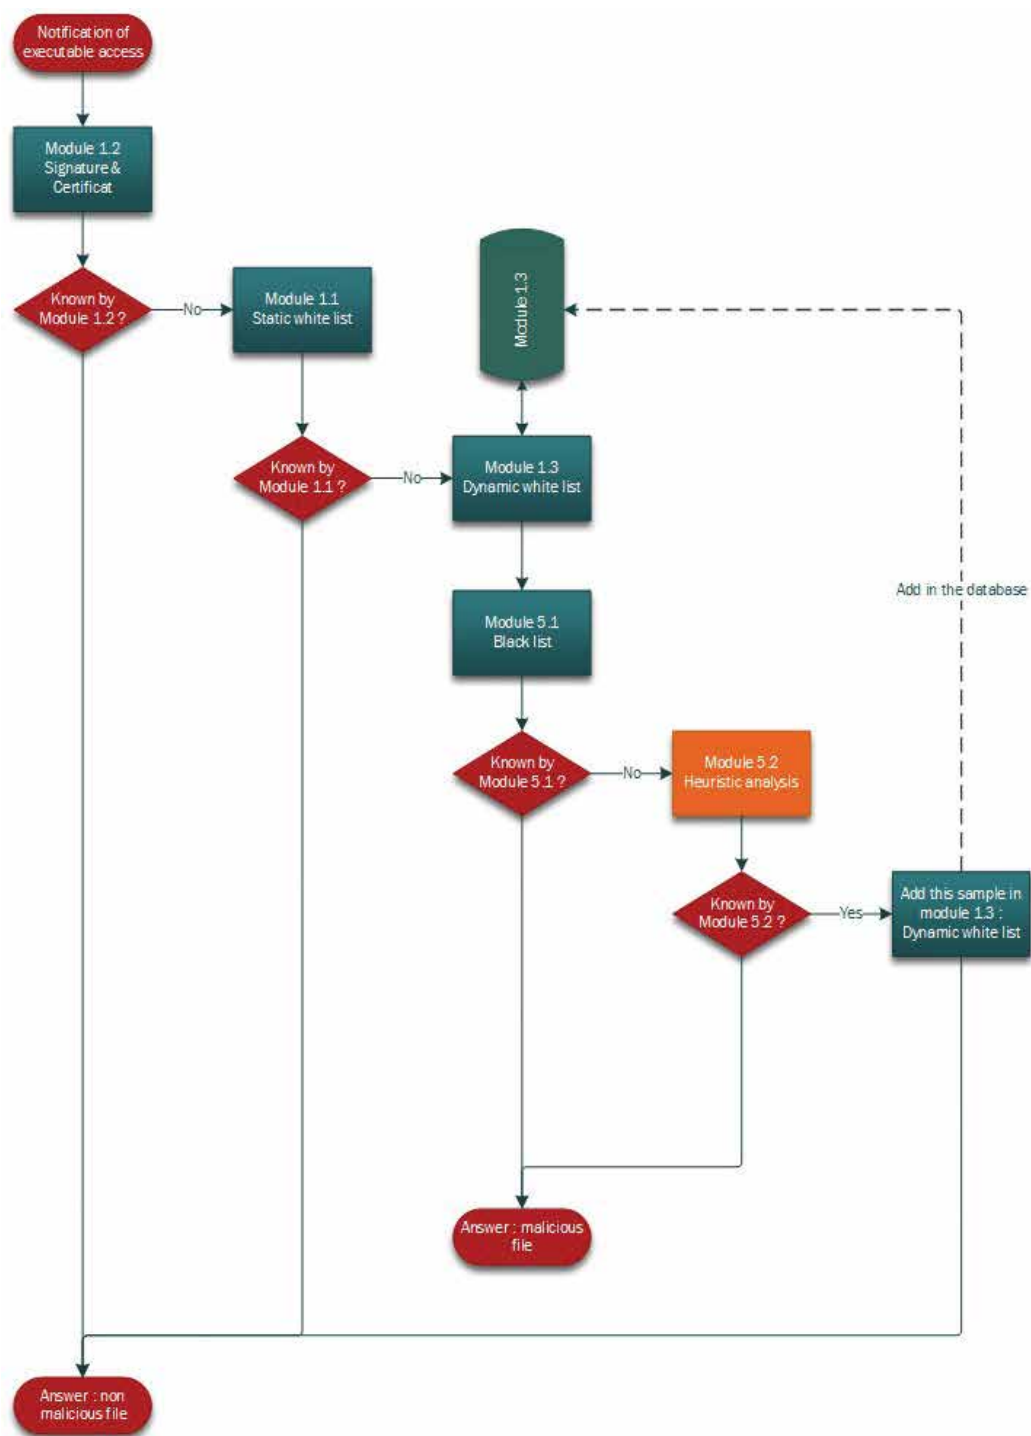 Notification of
executable access
Module 1.2
Signature &
Certificat
Known by
Module 1.2 ?
No
Module 1.1
Static white list
Module 1.3
Known by
Module 1.1 ?
No
Module 1.3
Dynamic white list
Add in the database
Module 5.1
Black list
Known by
Module 5.1 ?
No
Module 5.2
Heuristic analysis
Known by
Module 5.2 ?
Yes
Add this sample in
module 1.3 :
Dynamic white list
Answer : malicious
file
Answer : non
malicious file